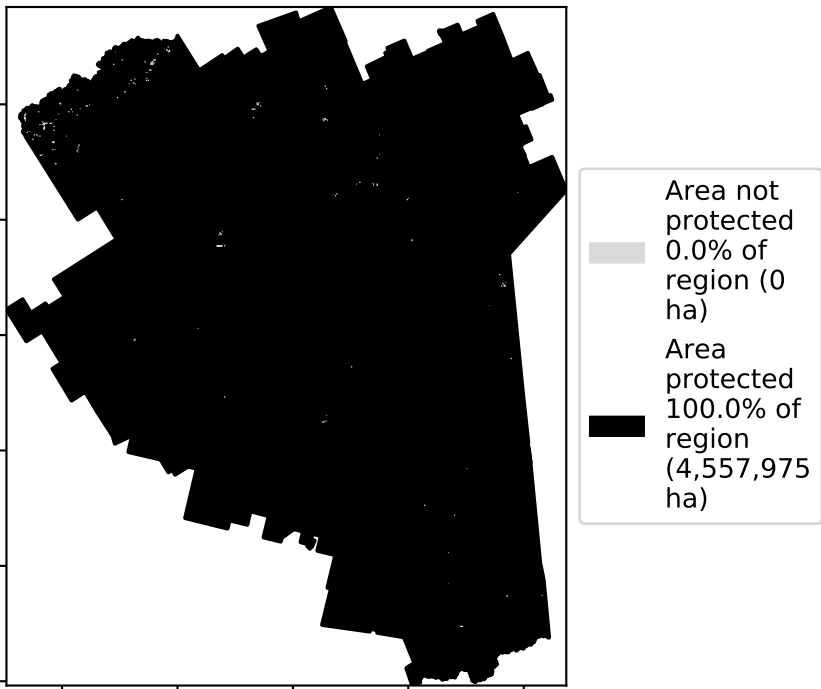 Area not
protected
0.0% of
region (0
ha)
Area
protected
100.0% of
region
(4,557,975
ha)